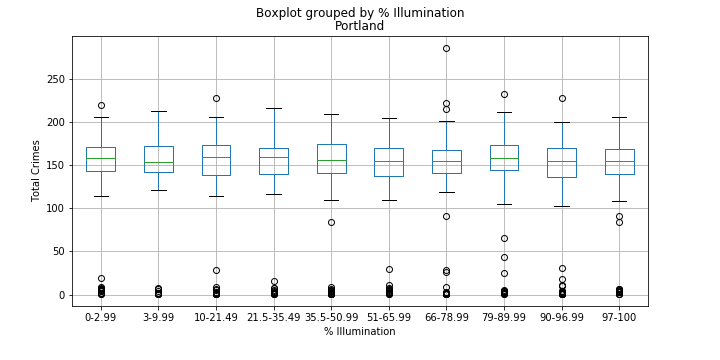 Boxplot grouped by % Illumination
Portland
Total Crimes
250
200
150
100
50
0
0-2.99 3-9.99 10-21.49 21.5-35.49 35.5-50.99 51-65.99 66-78.99 79-89.99 90-96.99 97-100
% Illumination